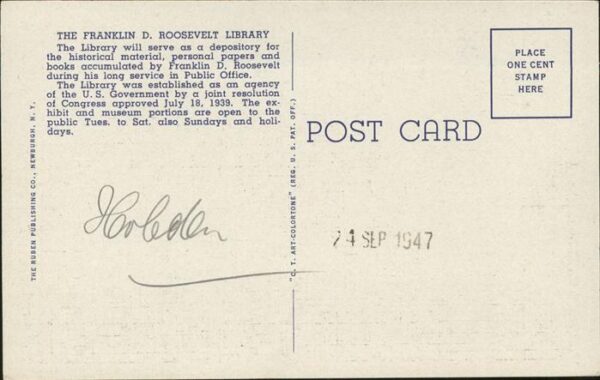 THE FRANKLIN D. ROOSEVELT LIBRARY
The Library will serve as a depository for
the historical material, personal papers and
books accumulated by Franklin D. Roosevelt
during his long service in Public Office.
The Library was established as an agency
of the U. S. Government by a joint resolution
of Congress approved July 18, 1939. The ex-
hibit and museum portions are open to the
public Tues. to Sat. also Sundays and holi-
days.
THE RUBEN PUBLISHING CO., NEWBURGH, N. Y.
"C. T. ART-COLORTONE" (REG. U. S. PAT. OFF.)
POST CARD
PLACE
ONE CENT
STAMP
HERE
24 SEP 1947